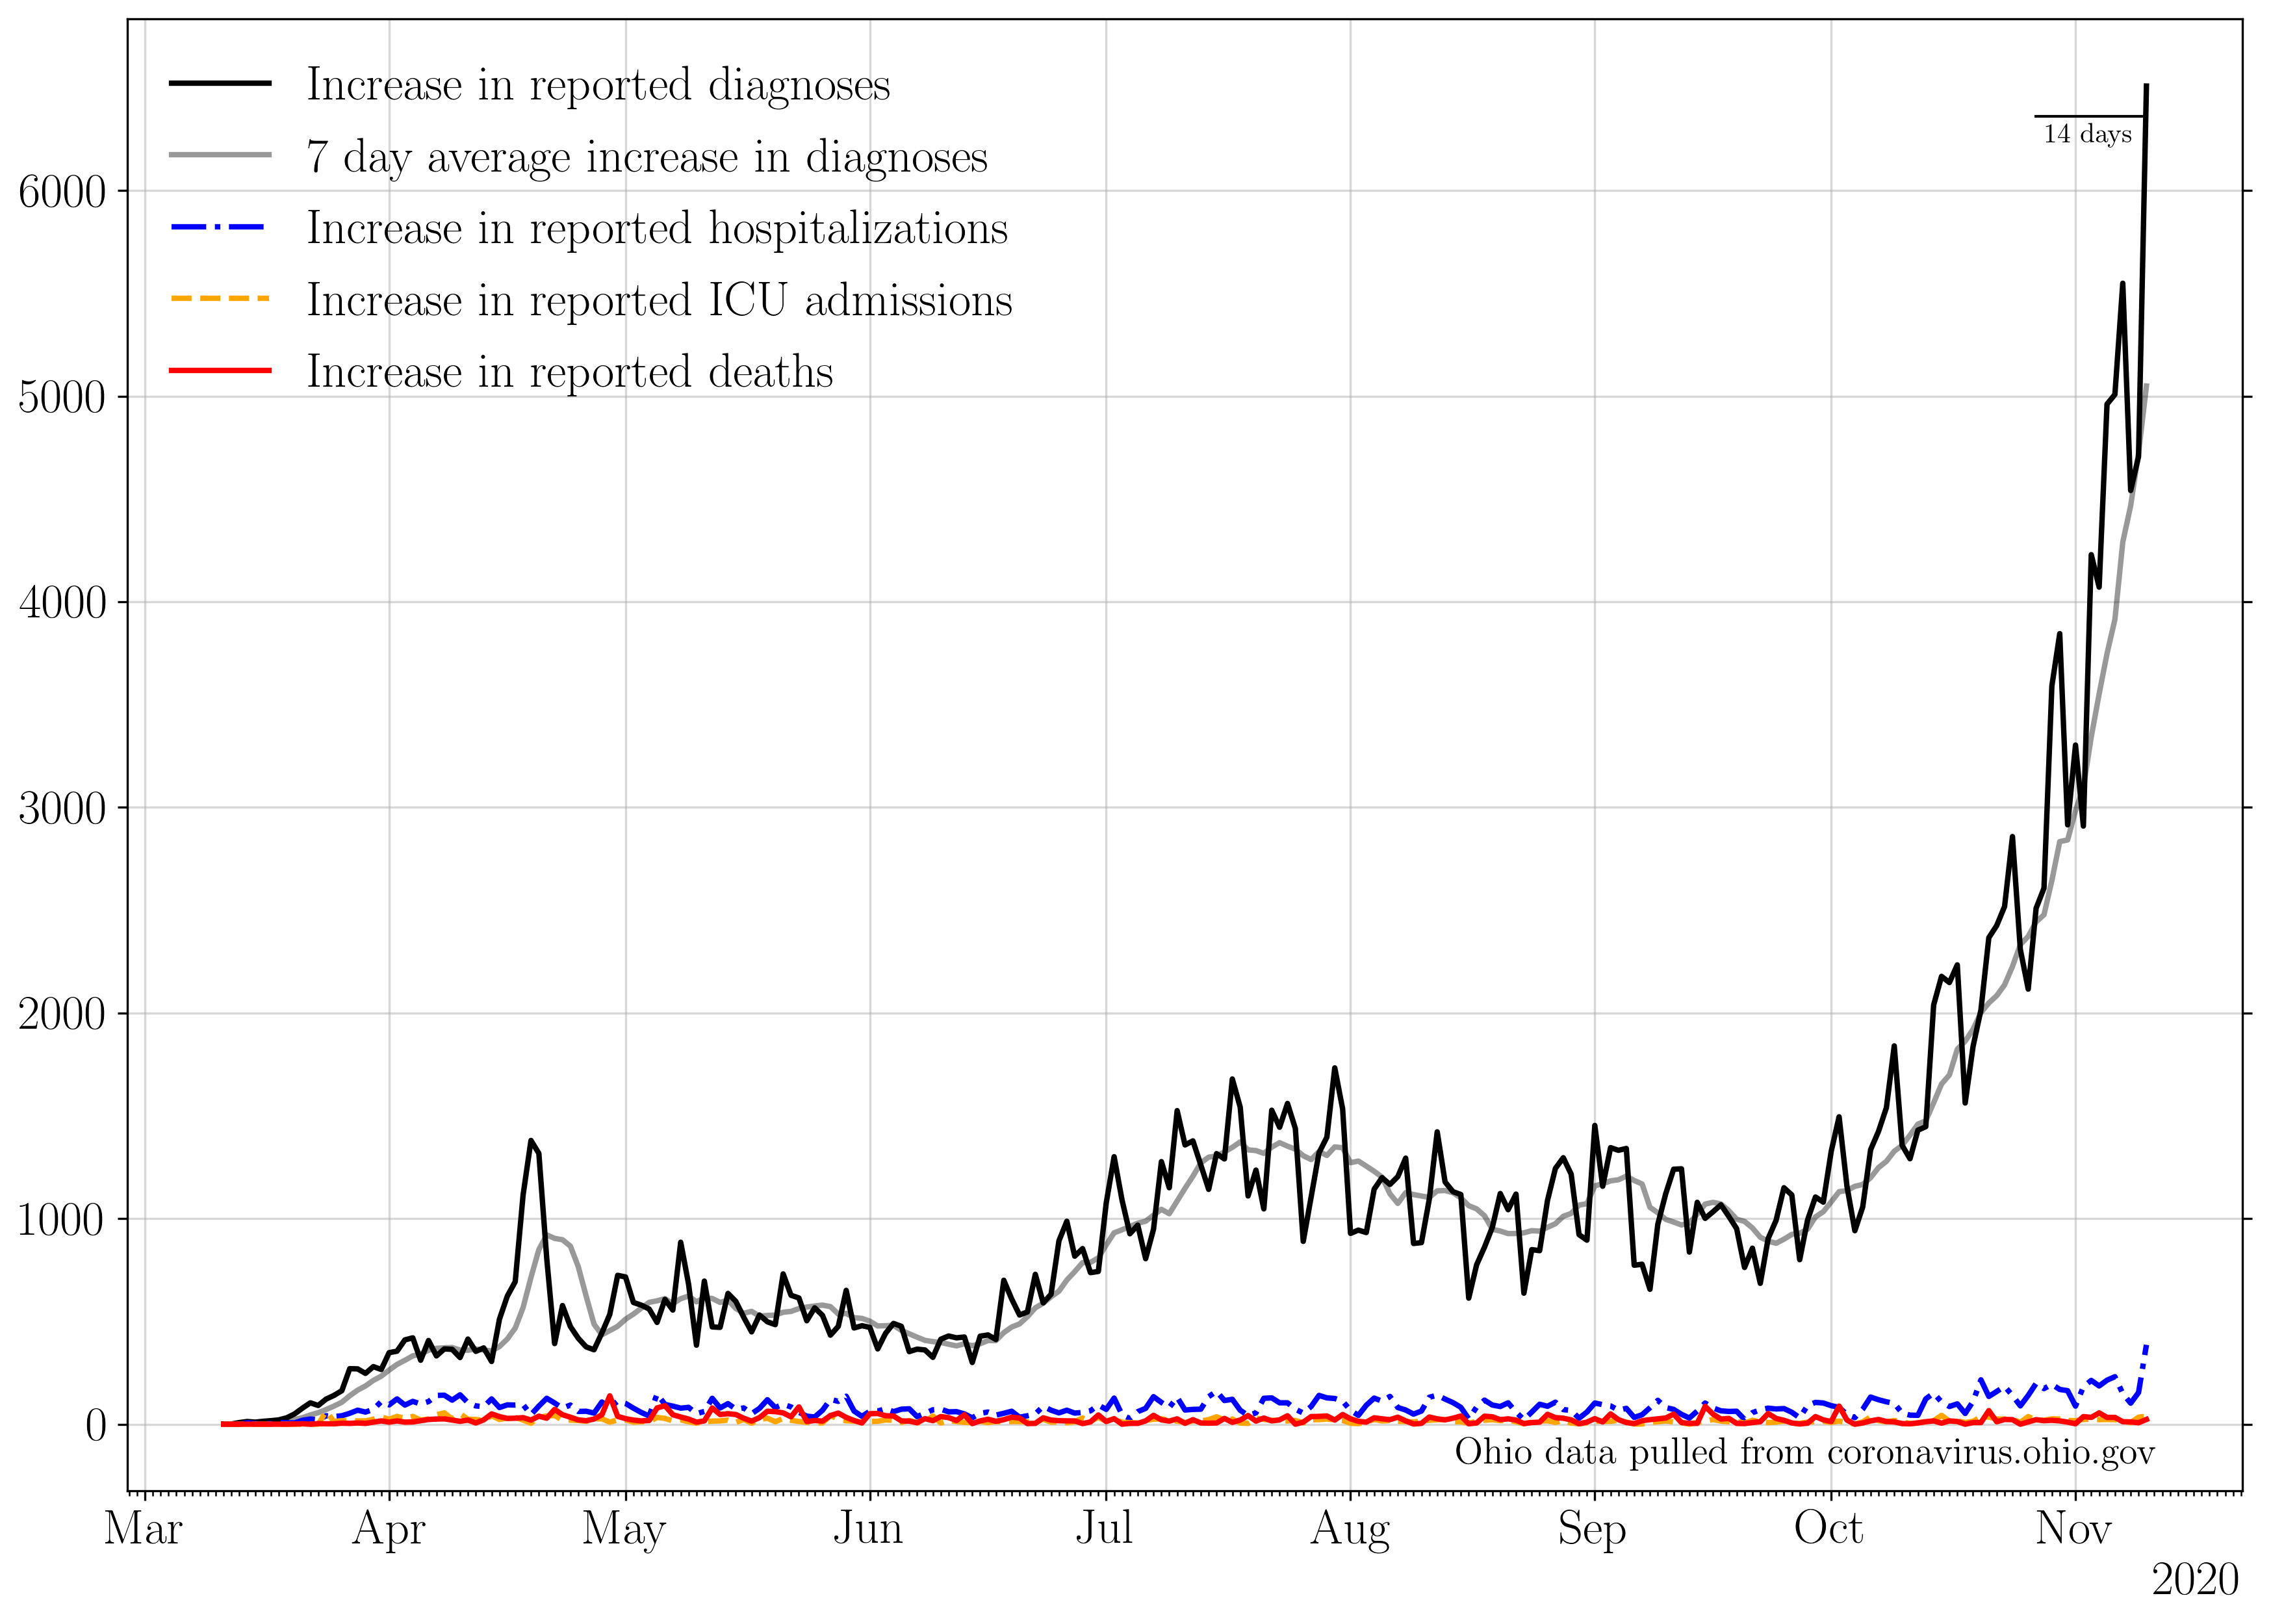 Increase in reported diagnoses
7 day average increase in diagnoses
Increase in reported hospitalizations
Increase in reported ICU admissions
Increase in reported deaths
14 days
6000
5000
4000
3000
2000
1000
0
Ohio data pulled from coronavirus.ohio.gov
Mar Apr May Jun Jul Aug Sep Oct Nov
2020